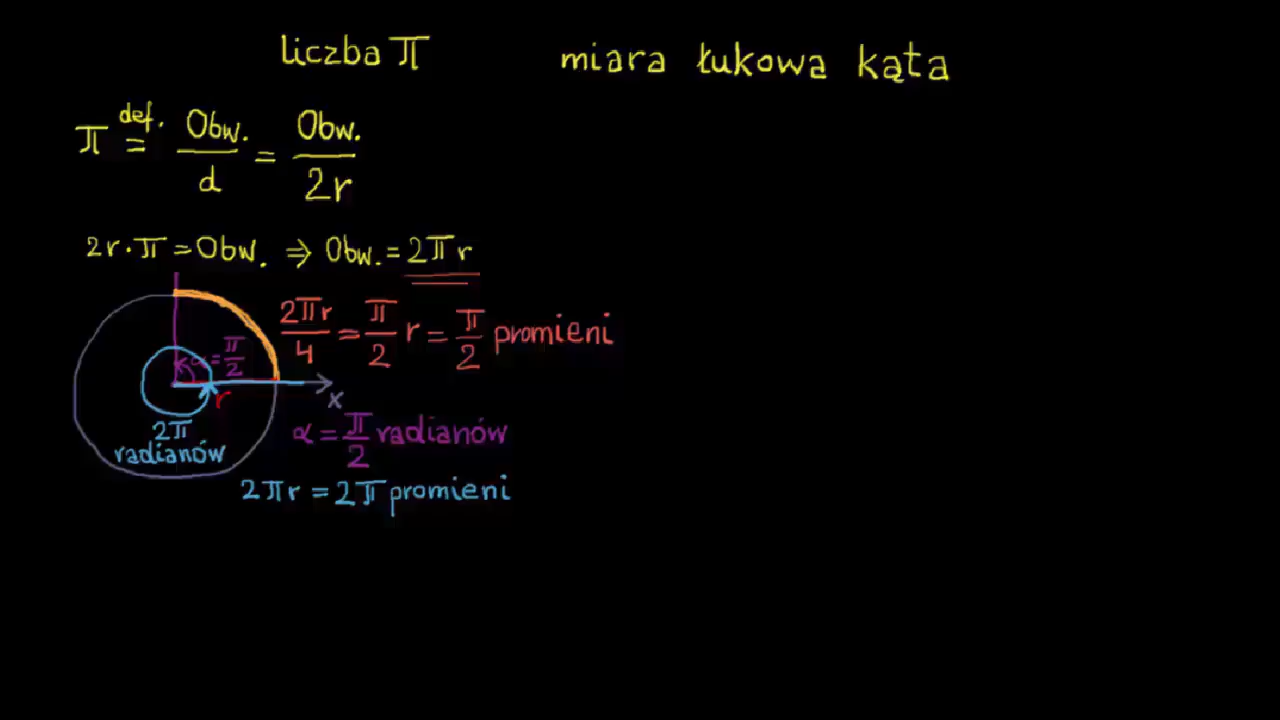 liczba π miara łukowa kąta
π def. = Obw. / d = Obw. / 2r
2r·π = Obw. ⇒ Obw. = 2πr
2πr / 4 = π/2 r = π/2 promieni
α = π/2
r
x
2π
radianów
α = π/2 radianów
2πr = 2π promieni